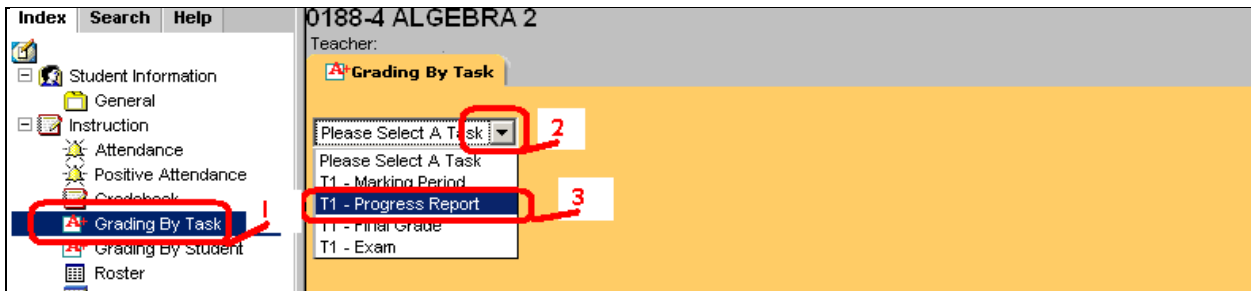 Index Search Help
Student Information
General
Instruction
Attendance
Positive Attendance
Gradebook
Grading By Task
1
Grading By Student
Roster
0188-4 ALGEBRA 2
Teacher:
Grading By Task
Please Select A Task
2
Please Select A Task
T1 - Marking Period
T1 - Progress Report
3
T1 - Final Grade
T1 - Exam